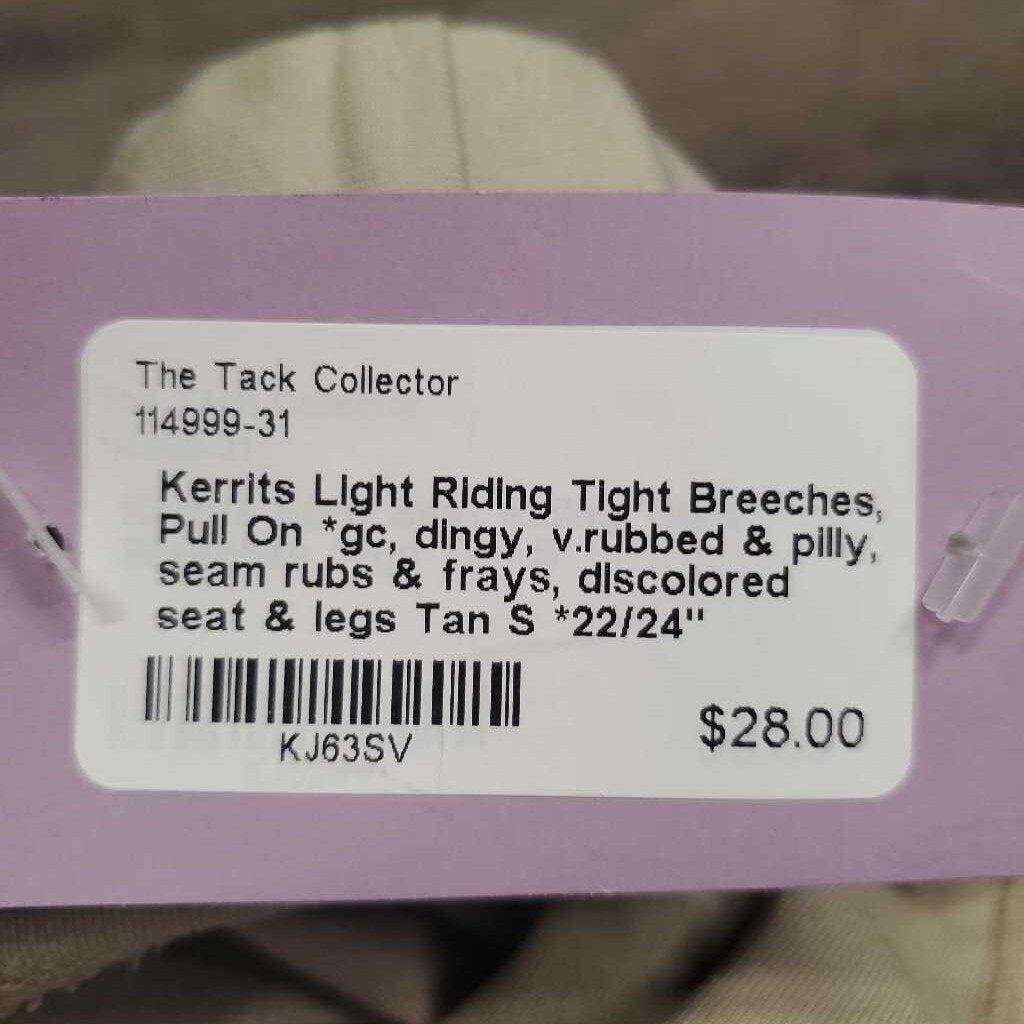 The Tack Collector
114999-31
Kerrits Light Riding Tight Breeches,
Pull On *gc, dingy, v.rubbed & pilly,
seam rubs & frays, discolored
seat & legs Tan S *22/24"
KJ63SV
$28.00